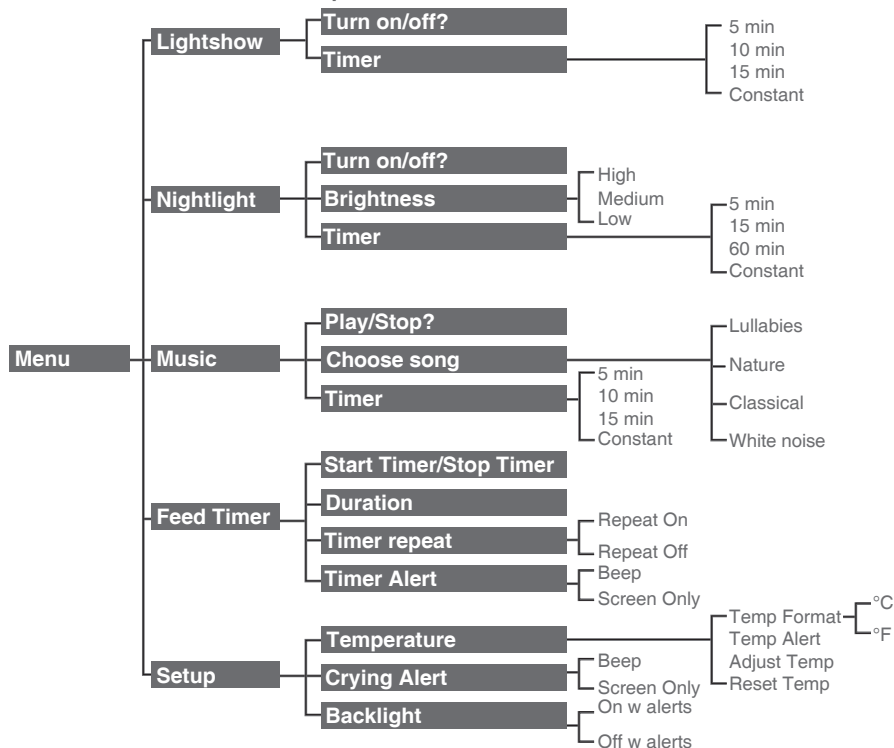 Lightshow
Turn on/off?
Timer
5 min
10 min
15 min
Constant
Nightlight
Turn on/off?
Brightness
High
Medium
Low
Timer
5 min
15 min
60 min
Constant
Menu
Music
Play/Stop?
Choose song
Lullabies
Nature
Classical
White noise
Timer
5 min
10 min
15 min
Constant
Feed Timer
Start Timer/Stop Timer
Duration
Timer repeat
Repeat On
Repeat Off
Timer Alert
Beep
Screen Only
Setup
Temperature
Temp Format
°C
°F
Temp Alert
Adjust Temp
Reset Temp
Crying Alert
Beep
Screen Only
Backlight
On w alerts
Off w alerts